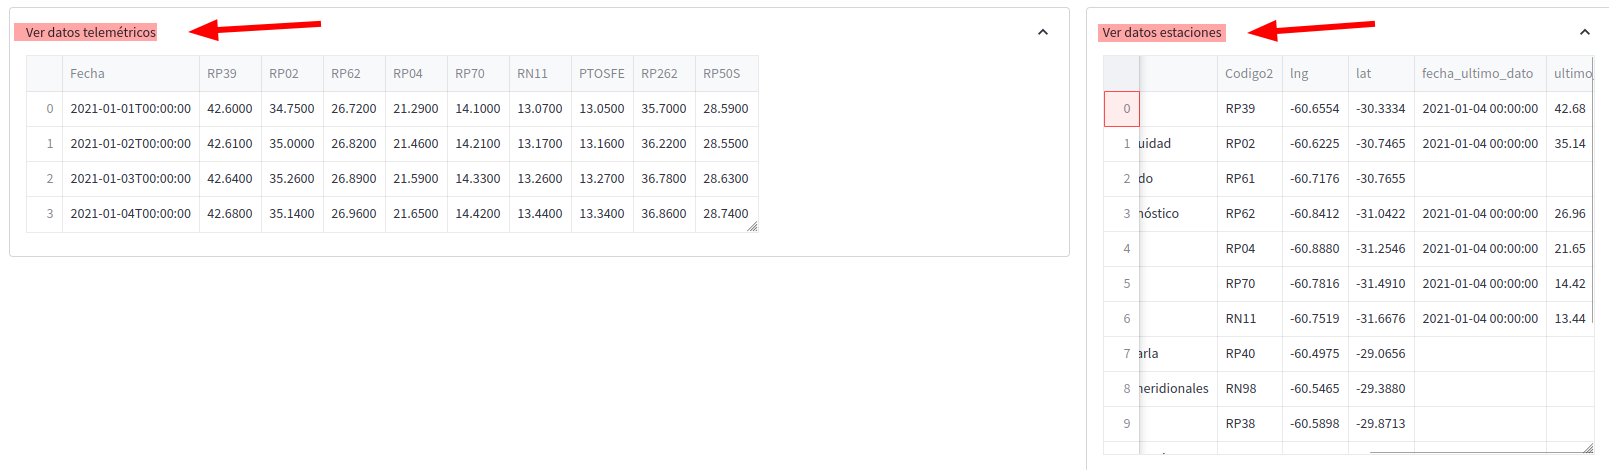 Ver datos telemétricos
Fecha RP39 RP02 RP62 RP04 RP70 RN11 PTOSFE RP262 RP50S
0 2021-01-01T00:00:00 42.6000 34.7500 26.7200 21.2900 14.1000 13.0700 13.0500 35.7000 28.5900
1 2021-01-02T00:00:00 42.6100 35.0000 26.8200 21.4600 14.2100 13.1700 13.1600 36.2200 28.5500
2 2021-01-03T00:00:00 42.6400 35.2600 26.8900 21.5900 14.3300 13.2600 13.2700 36.7800 28.6300
3 2021-01-04T00:00:00 42.6800 35.1400 26.9600 21.6500 14.4200 13.4400 13.3400 36.8600 28.7400
Ver datos estaciones
Codigo2 lng lat fecha_ultimo_dato ultimo
0 RP39 -60.6554 -30.3334 2021-01-04 00:00:00 42.68
1 uidad RP02 -60.6225 -30.7465 2021-01-04 00:00:00 35.14
2 do RP61 -60.7176 -30.7655
3 nóstico RP62 -60.8412 -31.0422 2021-01-04 00:00:00 26.96
4 RP04 -60.8880 -31.2546 2021-01-04 00:00:00 21.65
5 RP70 -60.7816 -31.4910 2021-01-04 00:00:00 14.42
6 RN11 -60.7519 -31.6676 2021-01-04 00:00:00 13.44
7 arla RP40 -60.4975 -29.0656
8 meridionales RN98 -60.5465 -29.3880
9 RP38 -60.5898 -29.8713